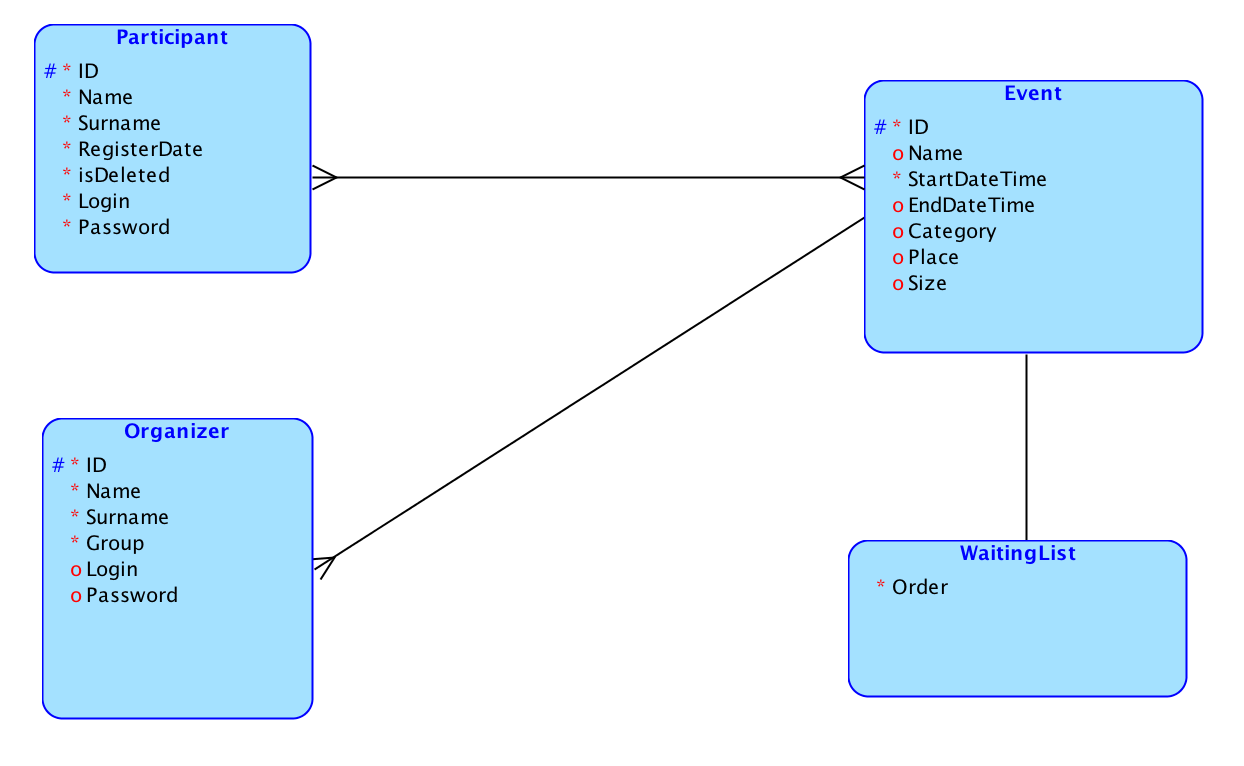 Participant
# * ID
* Name
* Surname
* RegisterDate
* isDeleted
* Login
* Password
Event
# * ID
o Name
* StartDateTime
o EndDateTime
o Category
o Place
o Size
Organizer
# * ID
* Name
* Surname
* Group
o Login
o Password
WaitingList
* Order